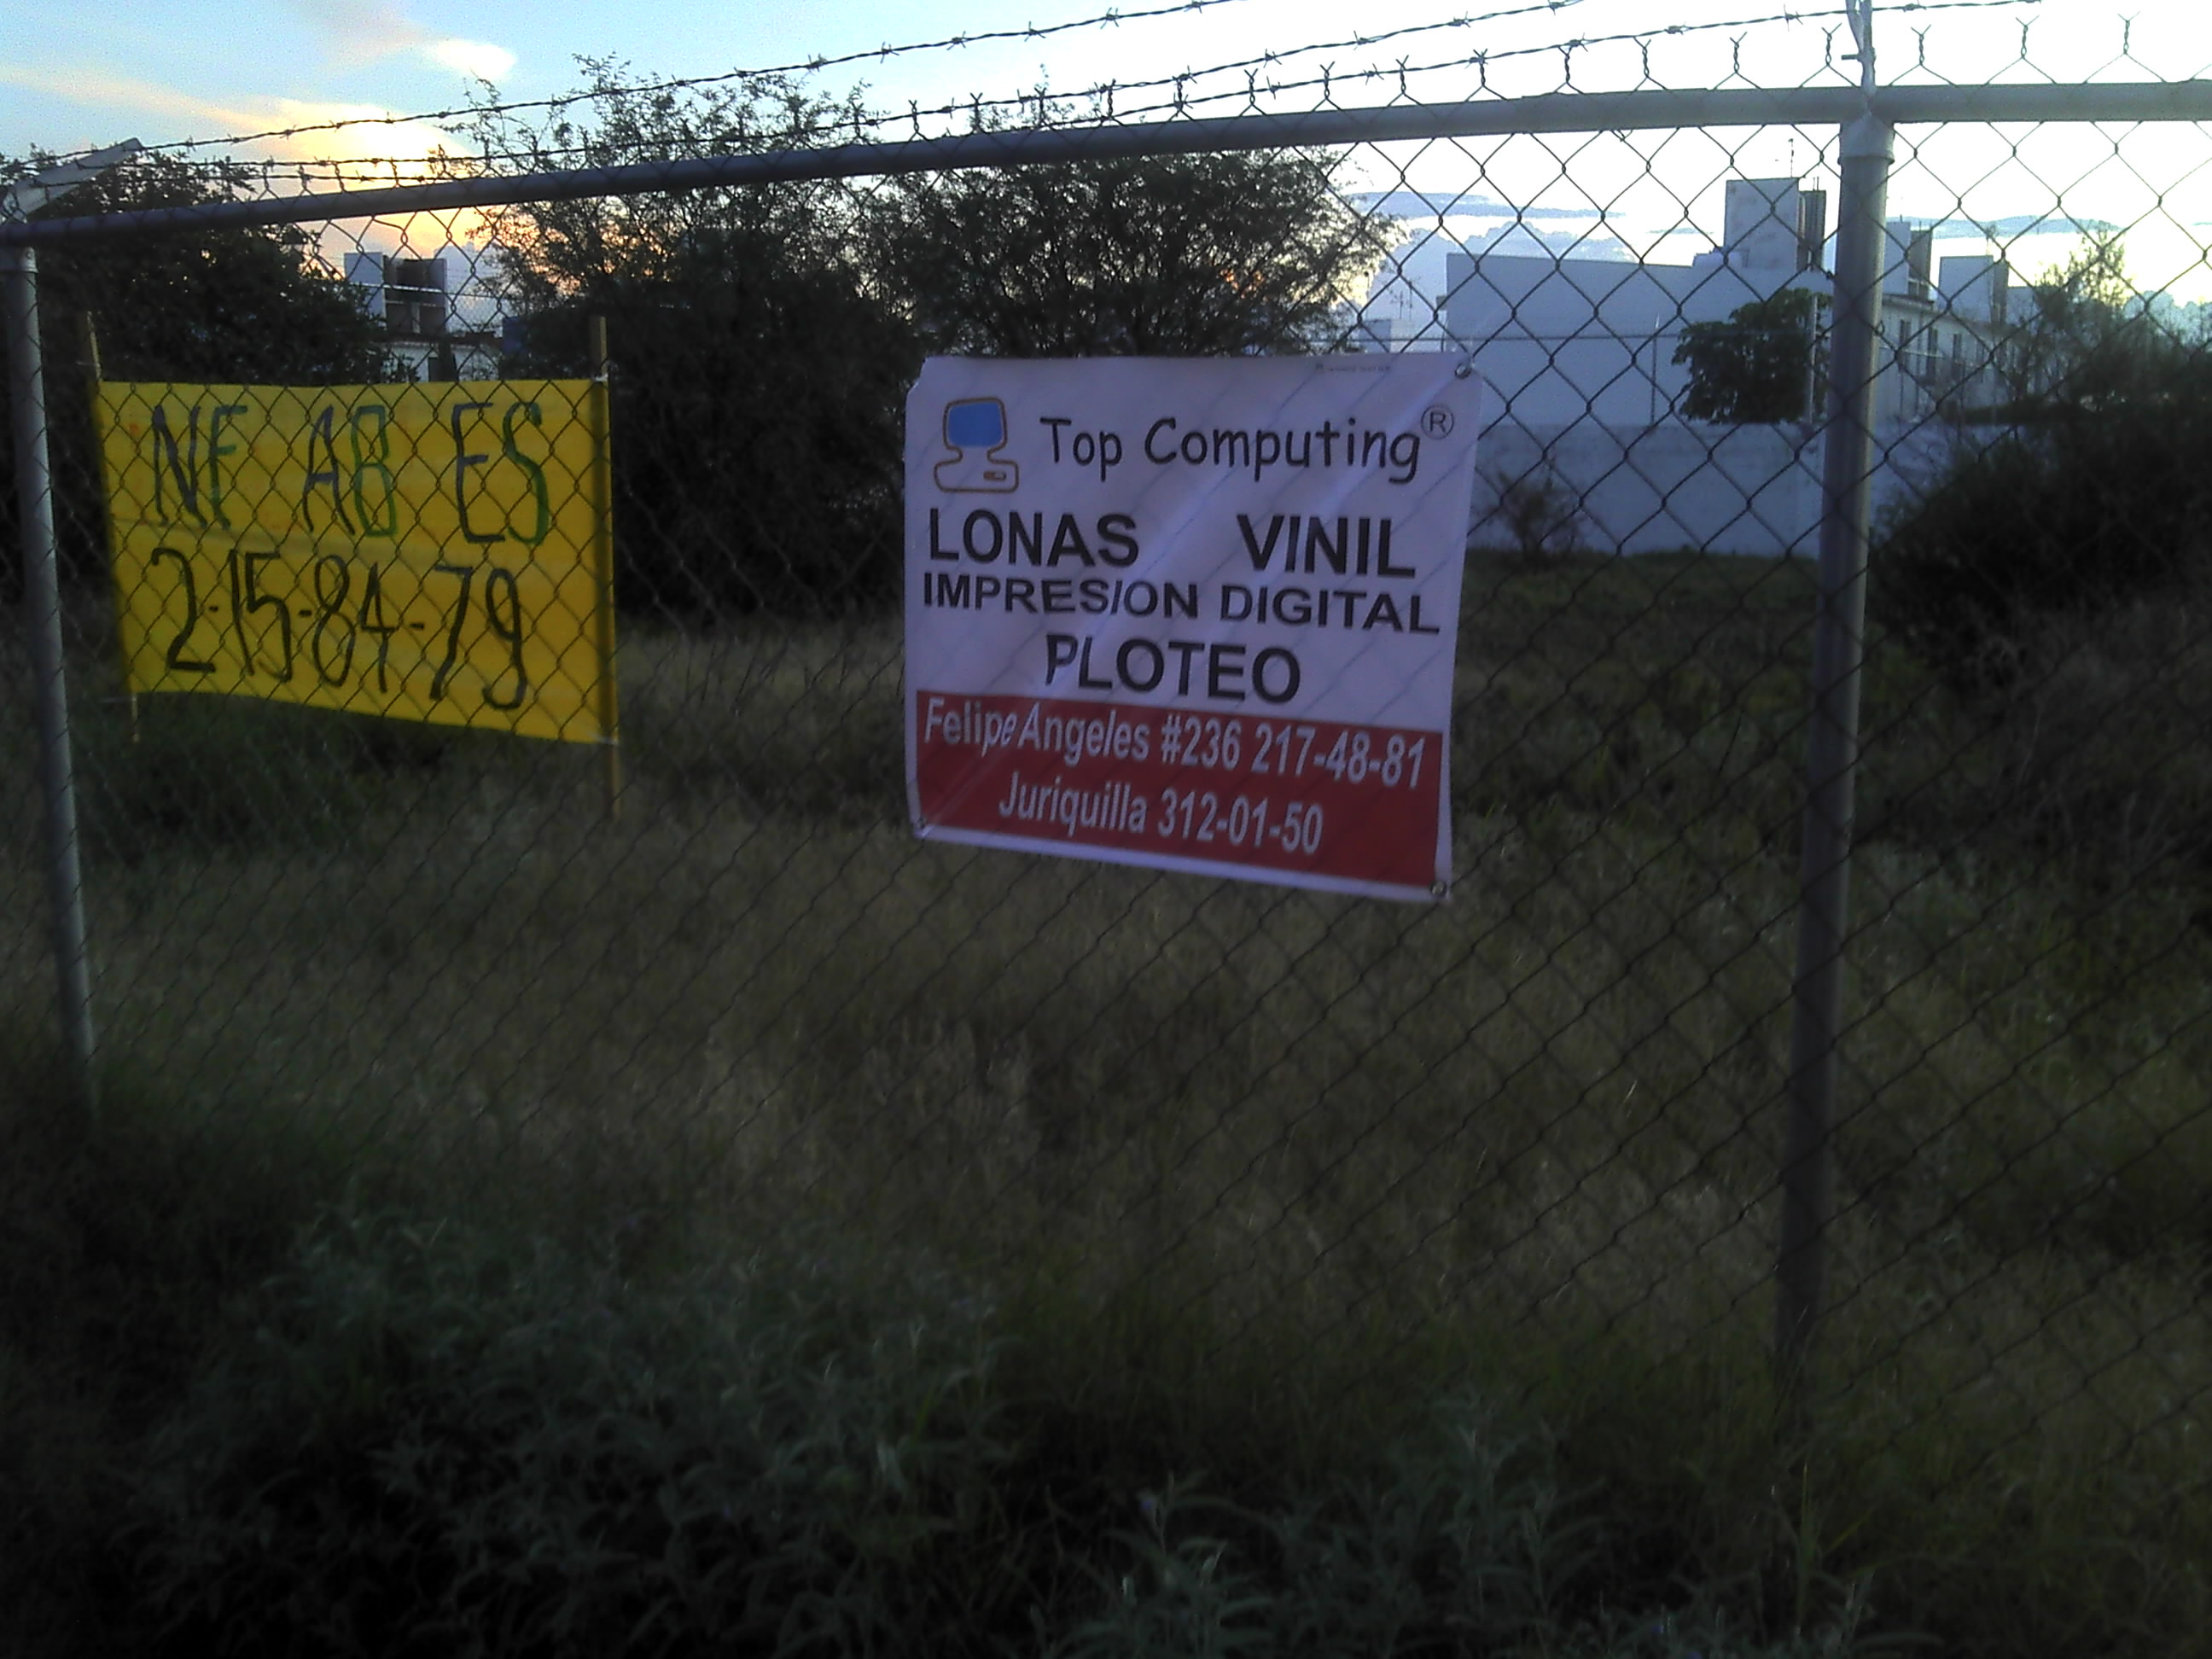 NF AB ES
2-15-84-79
Top Computing®
LONAS VINIL
IMPRESION DIGITAL
PLOTEO
Felipe Angeles #236 217-48-81
Juriquilla 312-01-50